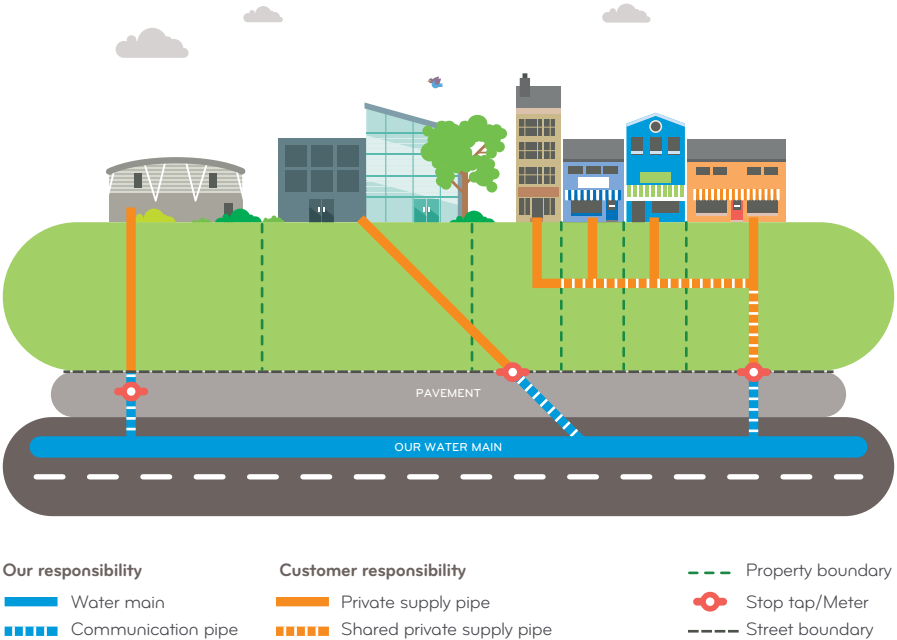 PAVEMENT
OUR WATER MAIN
Our responsibility
Water main
Communication pipe
Customer responsibility
Private supply pipe
Shared private supply pipe
Property boundary
Stop tap/Meter
Street boundary